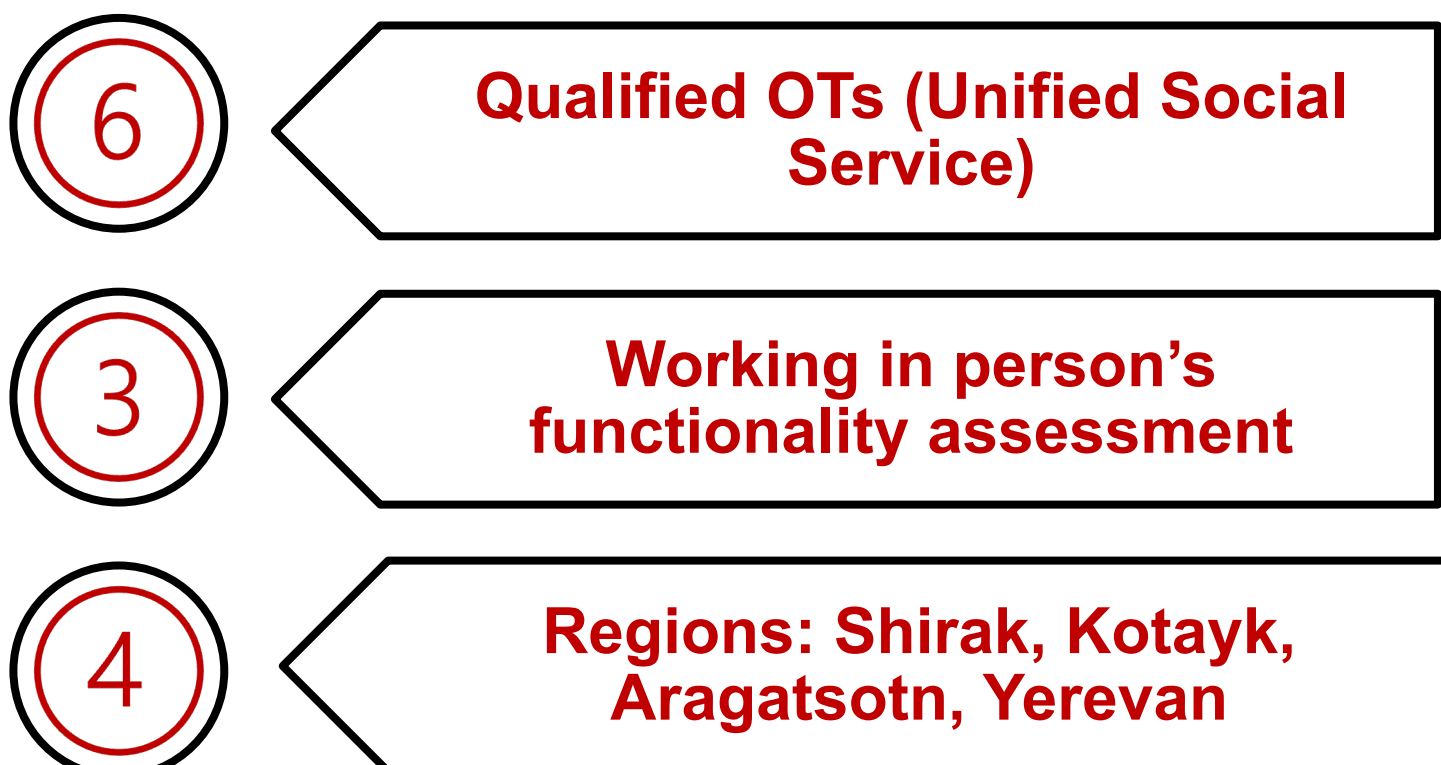 6
Qualified OTs (Unified Social
Service)
3
Working in person’s
functionality assessment
4
Regions: Shirak, Kotayk,
Aragatsotn, Yerevan